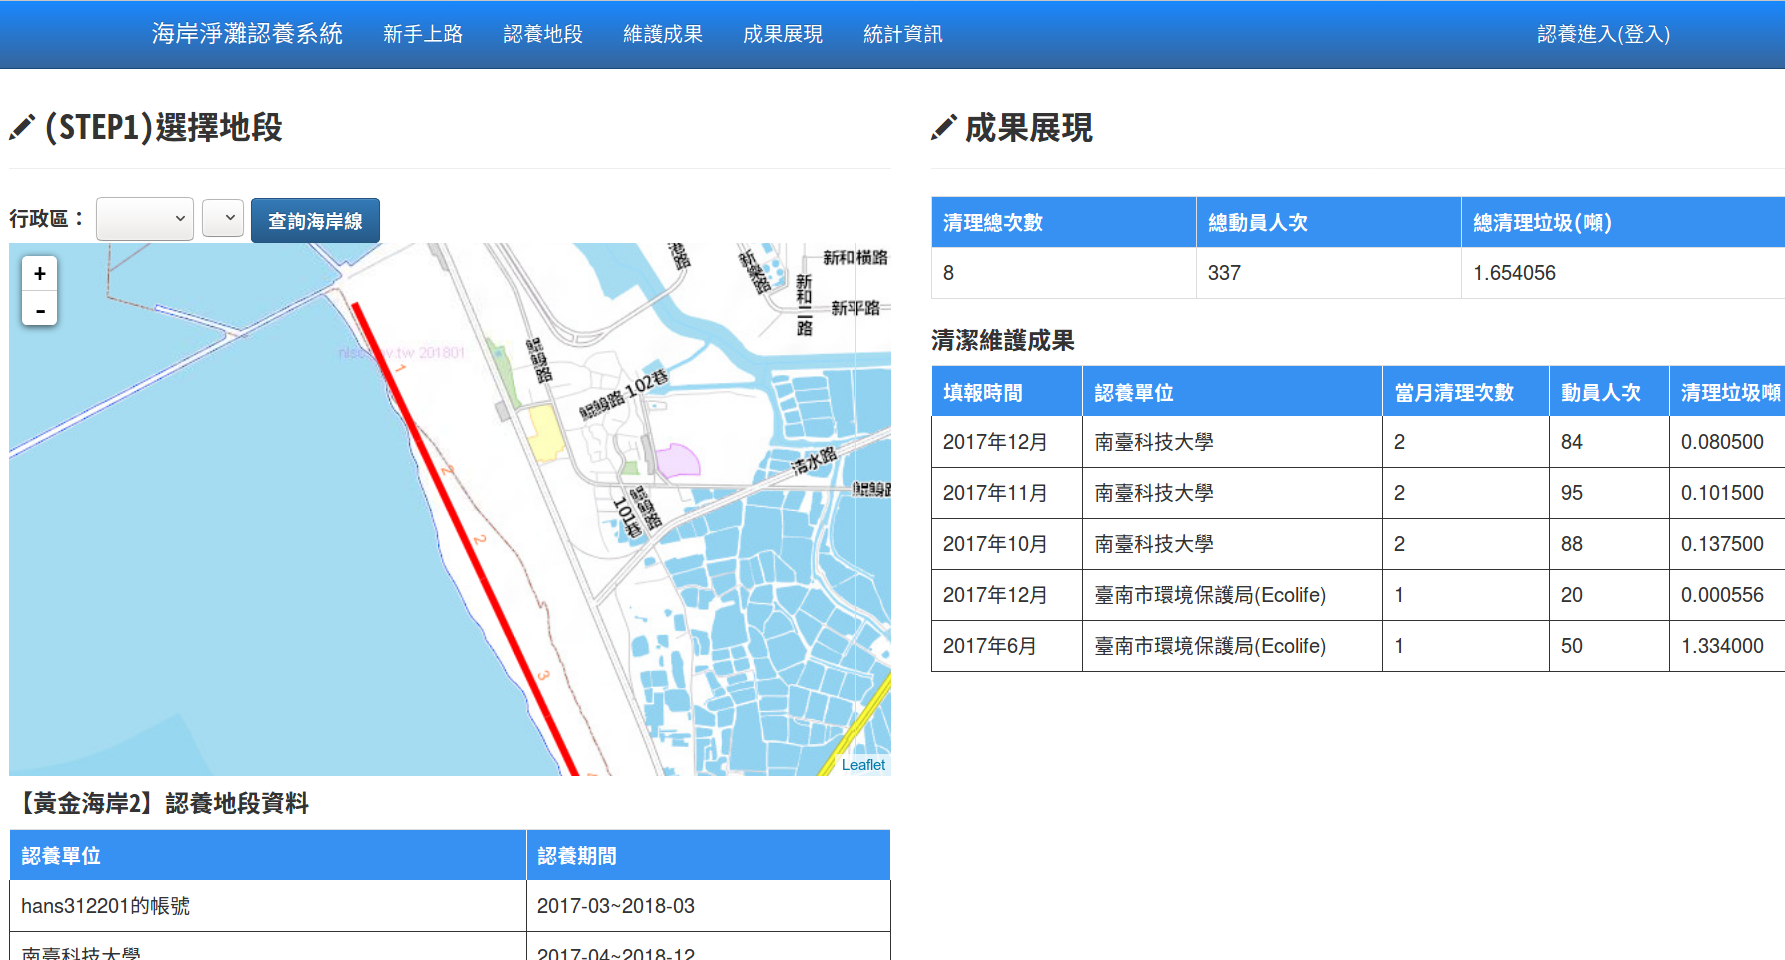 海岸淨灘認養系統 新手上路 認養地段 維護成果 成果展現 統計資訊 認養進入(登入)
(STEP1)選擇地段
行政區： 查詢海岸線
+
-
港路
新樂路
新和橫路
新和二路
新平路
nlsc
w.tw 201801
1
鯤鯓路
鯤鯓路 102巷
2
清水路
鯤鯓路
鯤鯓路
101巷
2
3
Leaflet
【黃金海岸2】認養地段資料
認養單位 認養期間
hans312201的帳號 2017-03~2018-03
南臺科技大學 2017-04~2018-12
成果展現
清理總次數 總動員人次 總清理垃圾(噸)
8 337 1.654056
清潔維護成果
填報時間 認養單位 當月清理次數 動員人次 清理垃圾噸
2017年12月 南臺科技大學 2 84 0.080500
2017年11月 南臺科技大學 2 95 0.101500
2017年10月 南臺科技大學 2 88 0.137500
2017年12月 臺南市環境保護局(Ecolife) 1 20 0.000556
2017年6月 臺南市環境保護局(Ecolife) 1 50 1.334000